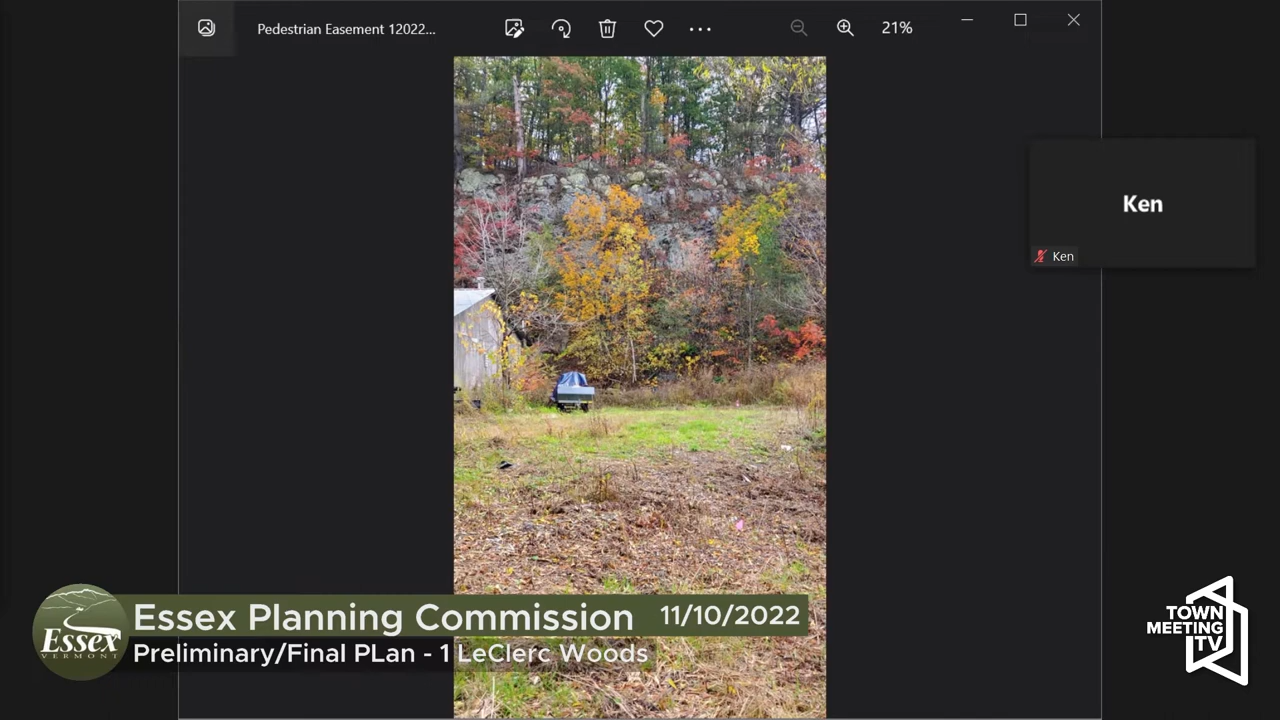 Pedestrian Easement 12022...
21%
Ken
Ken
Essex Planning Commission 11/10/2022
Preliminary/Final PLan - 1 LeClerc Woods
Essex
VERMONT
TOWN
MEETING
TV